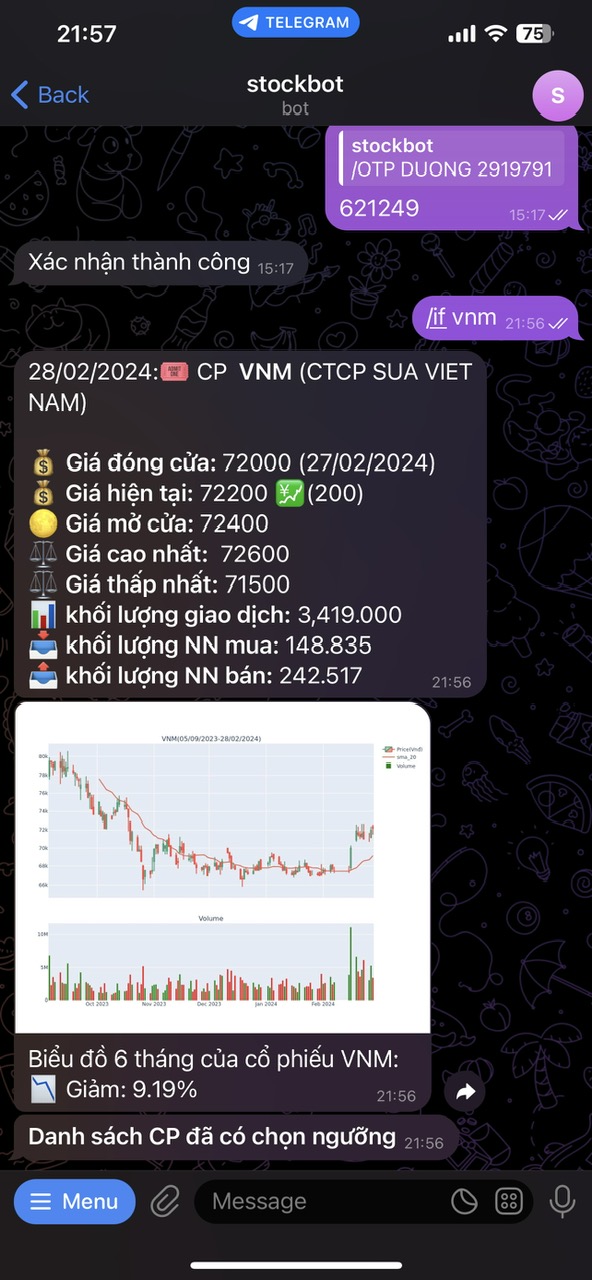 21:57
TELEGRAM
75
Back
stockbot
bot
S
stockbot
/OTP DUONG 2919791
621249 15:17
Xác nhận thành công 15:17
/if vnm 21:56
28/02/2024:🎟 CP VNM (CTCP SUA VIET
NAM)
💰 Giá đóng cửa: 72000 (27/02/2024)
💰 Giá hiện tại: 72200 💹(200)
🌕 Giá mở cửa: 72400
⚖️ Giá cao nhất: 72600
⚖️ Giá thấp nhất: 71500
📊 khối lượng giao dịch: 3,419.000
📥 khối lượng NN mua: 148.835
📤 khối lượng NN bán: 242.517
21:56
VNM(05/09/2023-28/02/2024)
Price(Vnd)
sma_20
Volume
80k
78k
76k
74k
72k
70k
68k
66k
Volume
10M
5M
0
Oct 2023 Nov 2023 Dec 2023 Jan 2024 Feb 2024
Biểu đồ 6 tháng của cổ phiếu VNM:
📉 Giảm: 9.19% 21:56
Danh sách CP đã có chọn ngưỡng 21:56
Menu
Message